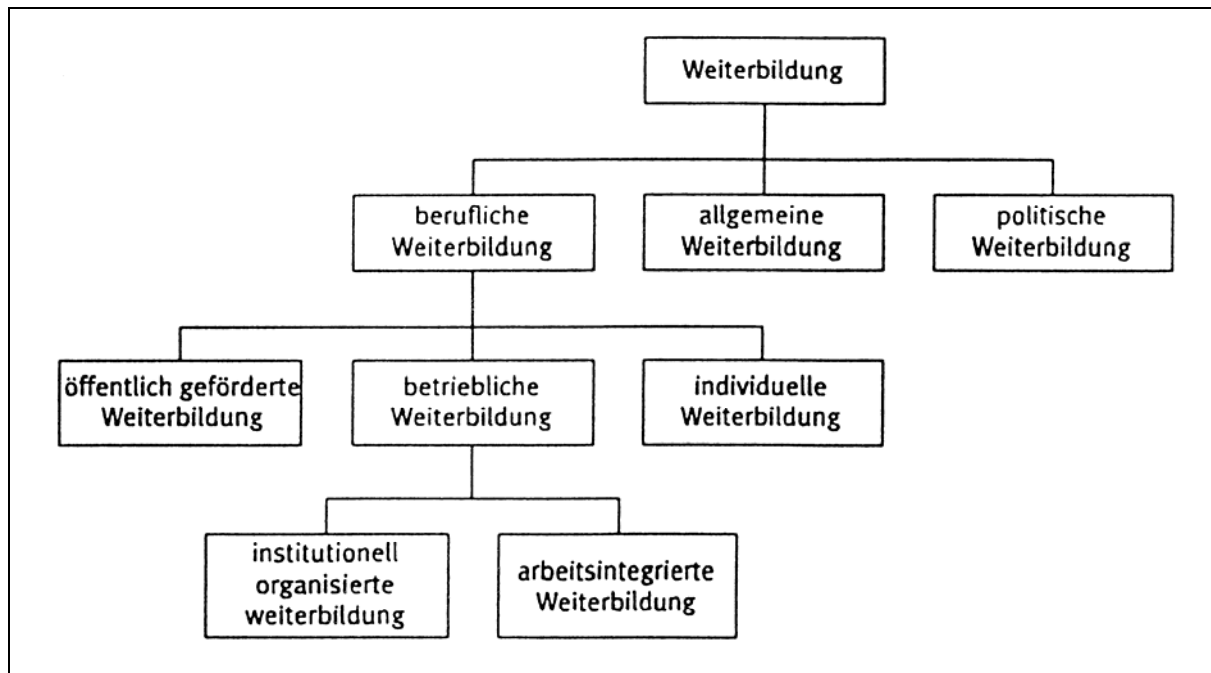 Weiterbildung
berufliche
Weiterbildung
allgemeine
Weiterbildung
politische
Weiterbildung
öffentlich geförderte
Weiterbildung
betriebliche
Weiterbildung
individuelle
Weiterbildung
institutionell
organisierte
weiterbildung
arbeitsintegrierte
Weiterbildung